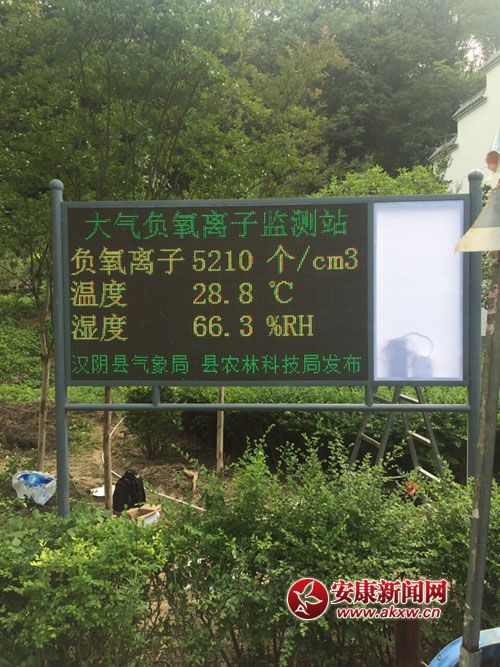 大气负氧离子监测站
负氧离子 5210 个/cm3
温度 28.8 ℃
湿度 66.3 %RH
汉阴县气象局 县农林科技局发布
安康新闻网
www.akxw.cn